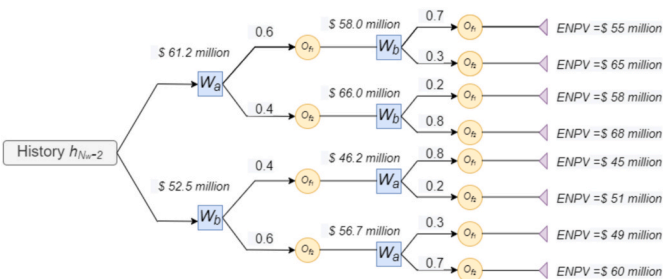 0.6
$ 58.0 million
0.7
O_f1
ENPV =$ 55 million
$ 61.2 million
O_f1
W_b
0.3
O_f2
ENPV =$ 65 million
W_a
0.4
O_f2
$ 66.0 million
W_b
0.2
O_f1
ENPV =$ 58 million
0.8
O_f2
ENPV =$ 68 million
History h_{N_w-2}
0.4
O_f1
$ 46.2 million
W_a
0.8
O_f1
ENPV =$ 45 million
$ 52.5 million
0.2
O_f2
ENPV =$ 51 million
W_b
0.6
O_f2
$ 56.7 million
W_a
0.3
O_f1
ENPV =$ 49 million
0.7
O_f2
ENPV =$ 60 million